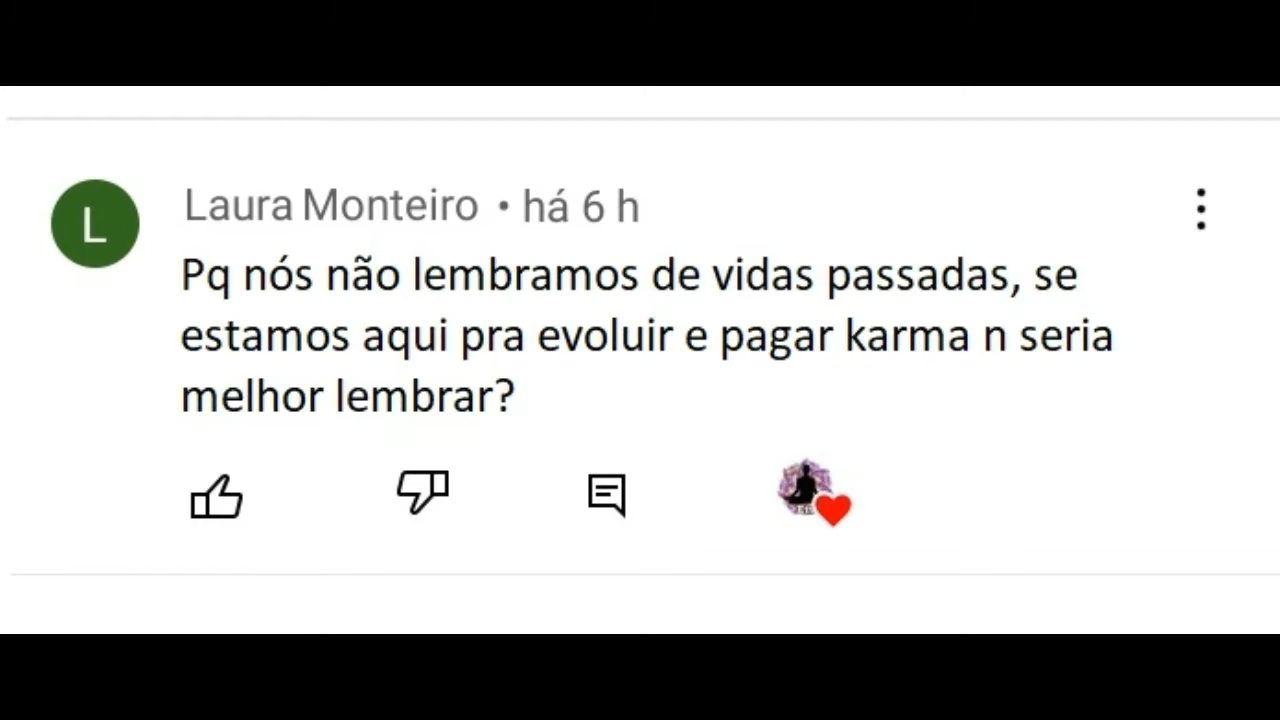 L
Laura Monteiro • há 6 h
Pq nós não lembramos de vidas passadas, se
estamos aqui pra evoluir e pagar karma n seria
melhor lembrar?